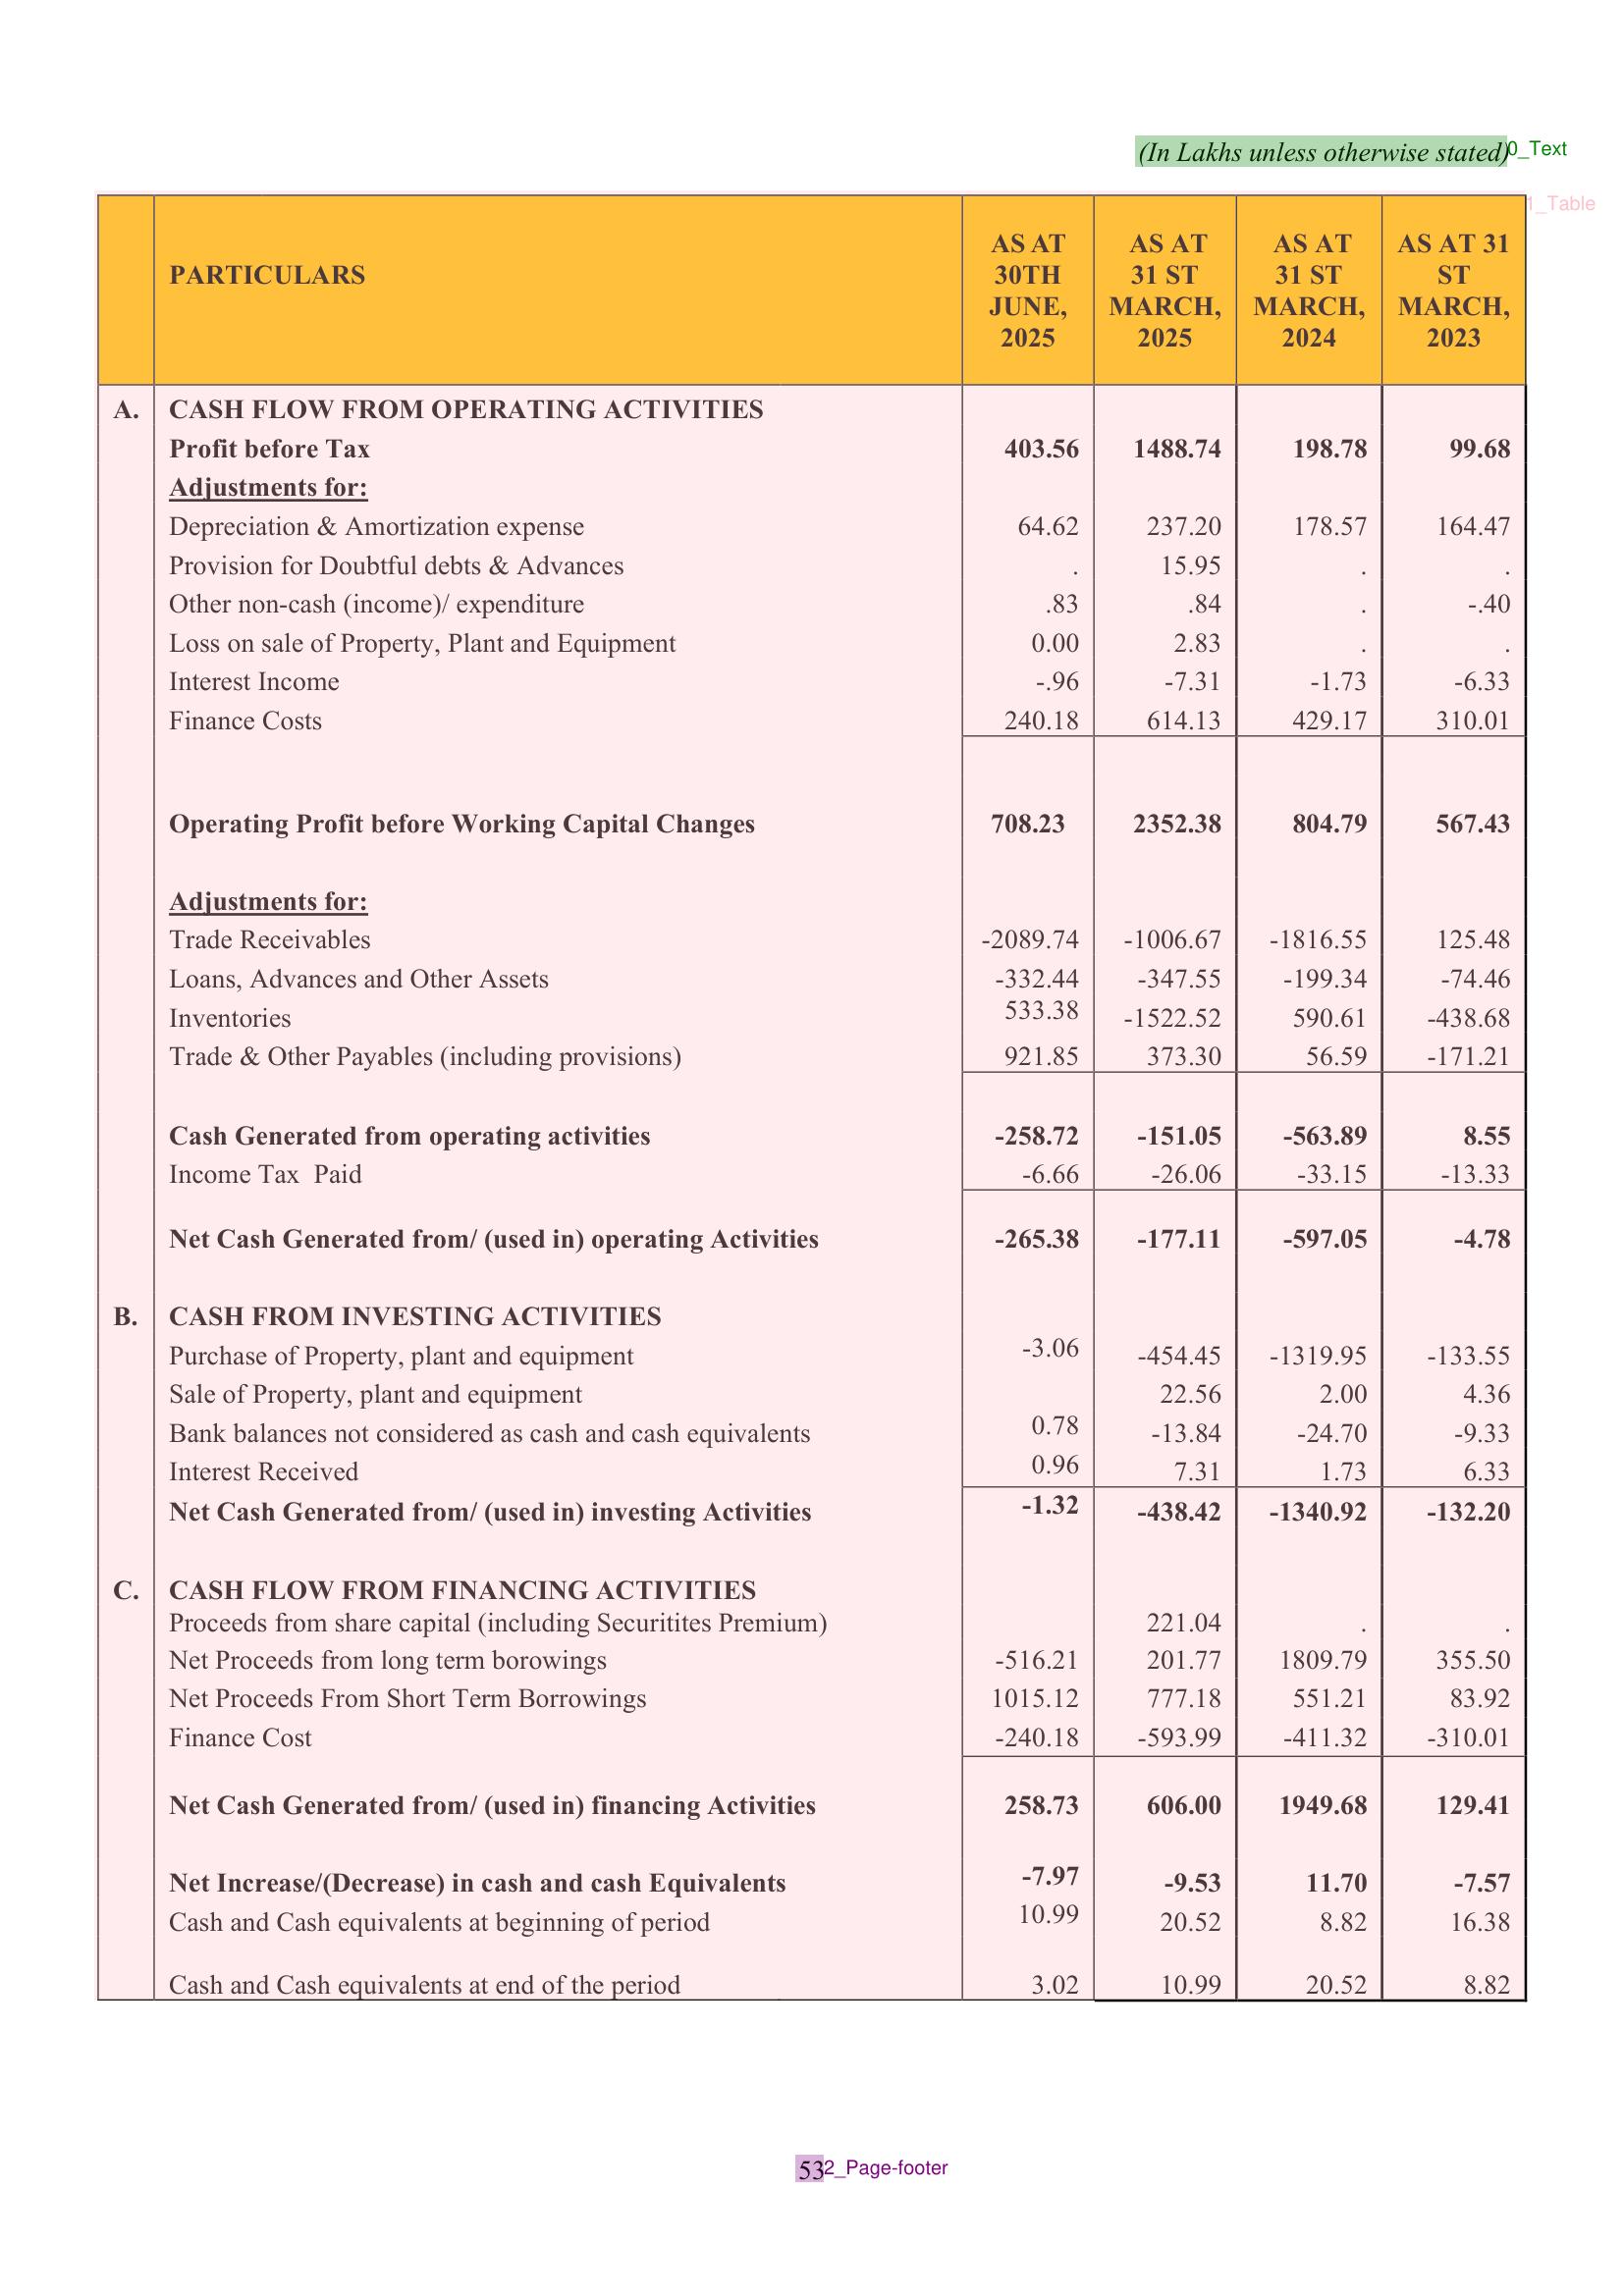 (In Lakhs unless otherwise stated) 0_Text
1_Table
PARTICULARS AS AT 30TH JUNE, 2025 AS AT 31 ST MARCH, 2025 AS AT 31 ST MARCH, 2024 AS AT 31 ST MARCH, 2023
A. CASH FLOW FROM OPERATING ACTIVITIES
Profit before Tax 403.56 1488.74 198.78 99.68
Adjustments for:
Depreciation & Amortization expense 64.62 237.20 178.57 164.47
Provision for Doubtful debts & Advances . 15.95 . .
Other non-cash (income)/ expenditure .83 .84 . -.40
Loss on sale of Property, Plant and Equipment 0.00 2.83 . .
Interest Income -.96 -7.31 -1.73 -6.33
Finance Costs 240.18 614.13 429.17 310.01
Operating Profit before Working Capital Changes 708.23 2352.38 804.79 567.43
Adjustments for:
Trade Receivables -2089.74 -1006.67 -1816.55 125.48
Loans, Advances and Other Assets -332.44 -347.55 -199.34 -74.46
Inventories 533.38 -1522.52 590.61 -438.68
Trade & Other Payables (including provisions) 921.85 373.30 56.59 -171.21
Cash Generated from operating activities -258.72 -151.05 -563.89 8.55
Income Tax Paid -6.66 -26.06 -33.15 -13.33
Net Cash Generated from/ (used in) operating Activities -265.38 -177.11 -597.05 -4.78
B. CASH FROM INVESTING ACTIVITIES
Purchase of Property, plant and equipment -3.06 -454.45 -1319.95 -133.55
Sale of Property, plant and equipment 22.56 2.00 4.36
Bank balances not considered as cash and cash equivalents 0.78 -13.84 -24.70 -9.33
Interest Received 0.96 7.31 1.73 6.33
Net Cash Generated from/ (used in) investing Activities -1.32 -438.42 -1340.92 -132.20
C. CASH FLOW FROM FINANCING ACTIVITIES
Proceeds from share capital (including Securitites Premium) 221.04 . .
Net Proceeds from long term borowings -516.21 201.77 1809.79 355.50
Net Proceeds From Short Term Borrowings 1015.12 777.18 551.21 83.92
Finance Cost -240.18 -593.99 -411.32 -310.01
Net Cash Generated from/ (used in) financing Activities 258.73 606.00 1949.68 129.41
Net Increase/(Decrease) in cash and cash Equivalents -7.97 -9.53 11.70 -7.57
Cash and Cash equivalents at beginning of period 10.99 20.52 8.82 16.38
Cash and Cash equivalents at end of the period 3.02 10.99 20.52 8.82
53 2_Page-footer